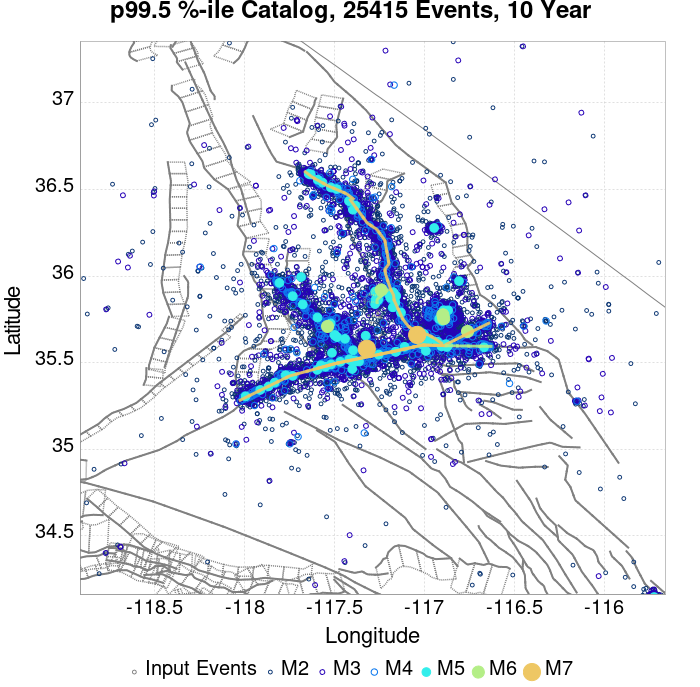 p99.5 %-ile Catalog, 25415 Events, 10 Year
37
36.5
36
35.5
35
34.5
Latitude
-118.5 -118 -117.5 -117 -116.5 -116
Longitude
Input Events M2 M3 M4 M5 M6 M7